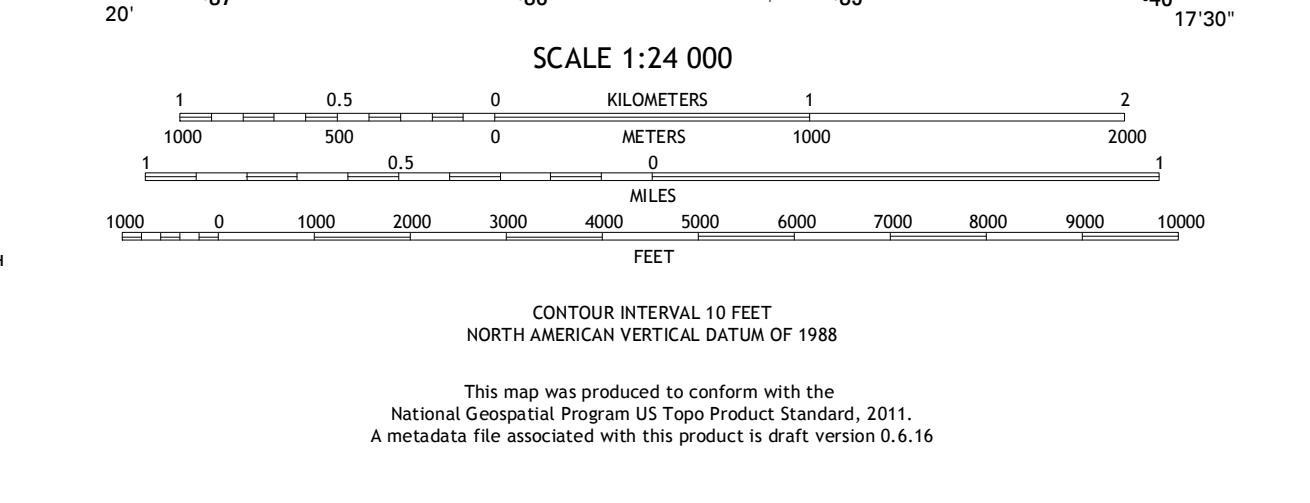 20'
17'30"
SCALE 1:24 000
1 0.5 0 KILOMETERS 1 2
1000 500 0 METERS 1000 2000
1 0.5 0 1
MILES
1000 0 1000 2000 3000 4000 5000 6000 7000 8000 9000 10000
FEET
CONTOUR INTERVAL 10 FEET
NORTH AMERICAN VERTICAL DATUM OF 1988
This map was produced to conform with the
National Geospatial Program US Topo Product Standard, 2011.
A metadata file associated with this product is draft version 0.6.16